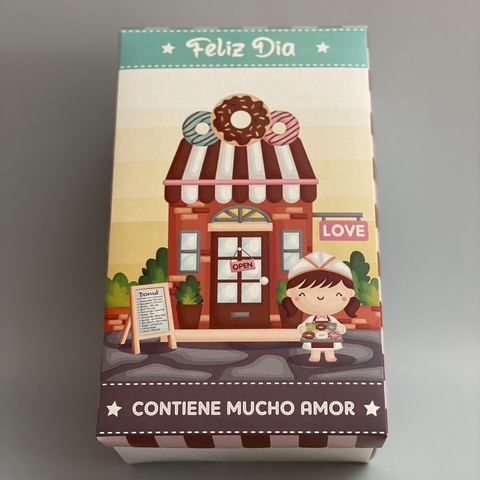 Feliz Dia
LOVE
OPEN
Donut
CONTIENE MUCHO AMOR